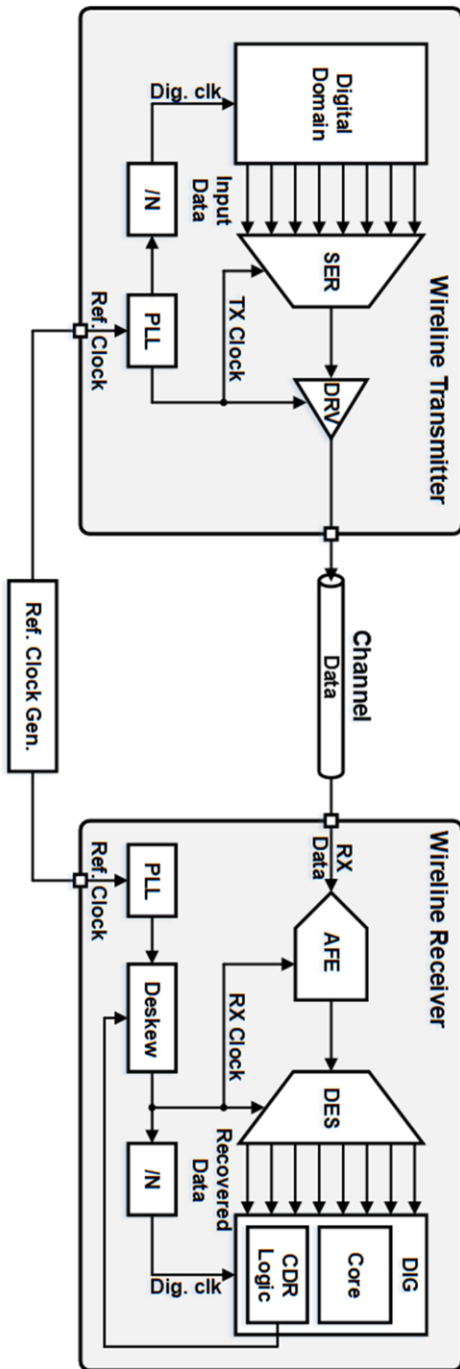 Wireline Transmitter
Digital
Domain
Input
Data
SER
DRV
TX Clock
Dig. clk
/N
PLL
Ref. Clock
Channel
Data
Ref. Clock Gen.
Wireline Receiver
RX
Data
AFE
DES
RX Clock
Recovered
Data
DIG
Core
CDR
Logic
PLL
Deskew
/N
Dig. clk
Ref. Clock